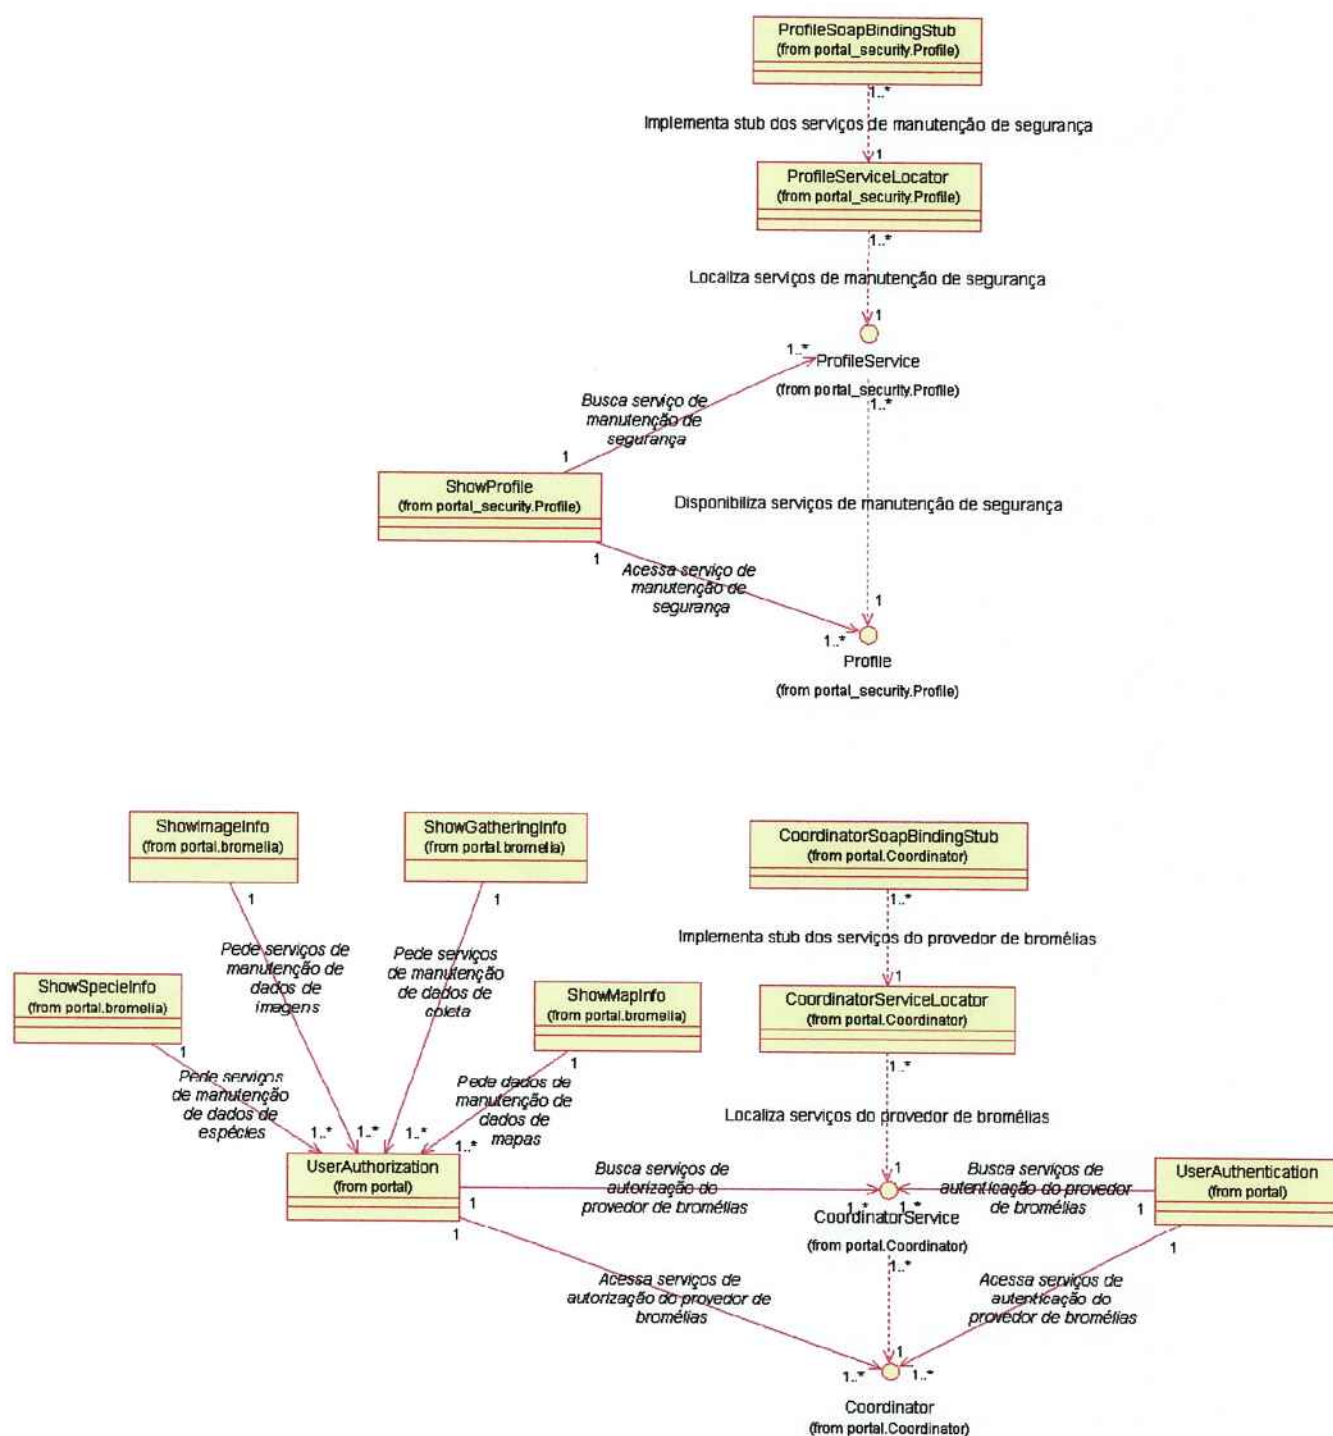 ProfileSoapBindingStub
(from portal_security.Profile)
1..*
Implementa stub dos serviços de manutenção de segurança
1
ProfileServiceLocator
(from portal_security.Profile)
1..*
Localiza serviços de manutenção de segurança
1
1..*
ProfileService
(from portal_security.Profile)
1..*
Busca serviço de
manutenção de
segurança
1
ShowProfile
(from portal_security.Profile)
Disponibiliza serviços de manutenção de segurança
1
Acessa serviço de
manutenção de
segurança
1
1..*
Profile
(from portal_security.Profile)
ShowImageInfo
(from portal.bromelia)
1
ShowGatheringInfo
(from portal.bromelia)
1
CoordinatorSoapBindingStub
(from portal.Coordinator)
1..*
Pede serviços de
manutenção de
dados de
imagens
Pede serviços
de manutenção
de dados de
coleta
Implementa stub dos serviços do provedor de bromélias
1
ShowSpecieInfo
(from portal.bromelia)
1
ShowMapInfo
(from portal.bromelia)
1
CoordinatorServiceLocator
(from portal.Coordinator)
1..*
Pede serviços
de manutenção
de dados de
espécies
Pede dados de
manutenção de
dados de
mapas
Localiza serviços do provedor de bromélias
1..*
1..*
1..*
1..*
1
UserAuthorization
(from portal)
1
1
Busca serviços de
autorização do
provedor de bromélias
Busca serviços de
autenticação do provedor
de bromélias
UserAuthentication
(from portal)
1
1
1..*
1..*
CoordinatorService
(from portal.Coordinator)
1..*
Acessa serviços de
autorização do provedor de
bromélias
Acessa serviços de
autenticação do
provedor de bromélias
1
1..*
1..*
Coordinator
(from portal.Coordinator)